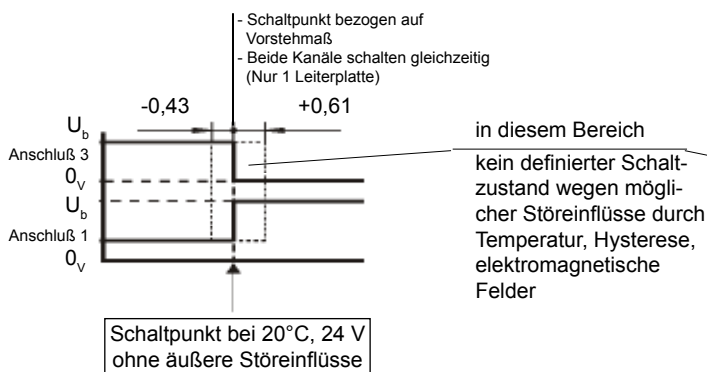 - Schaltpunkt bezogen auf
Vorstehmaß
- Beide Kanäle schalten gleichzeitig
(Nur 1 Leiterplatte)
-0,43
+0,61
U_b
Anschluß 3
0_V
U_b
Anschluß 1
0_V
in diesem Bereich
kein definierter Schalt-
zustand wegen mögli-
cher Störeinflüsse durch
Temperatur, Hysterese,
elektromagnetische
Felder
Schaltpunkt bei 20°C, 24 V
ohne äußere Störeinflüsse